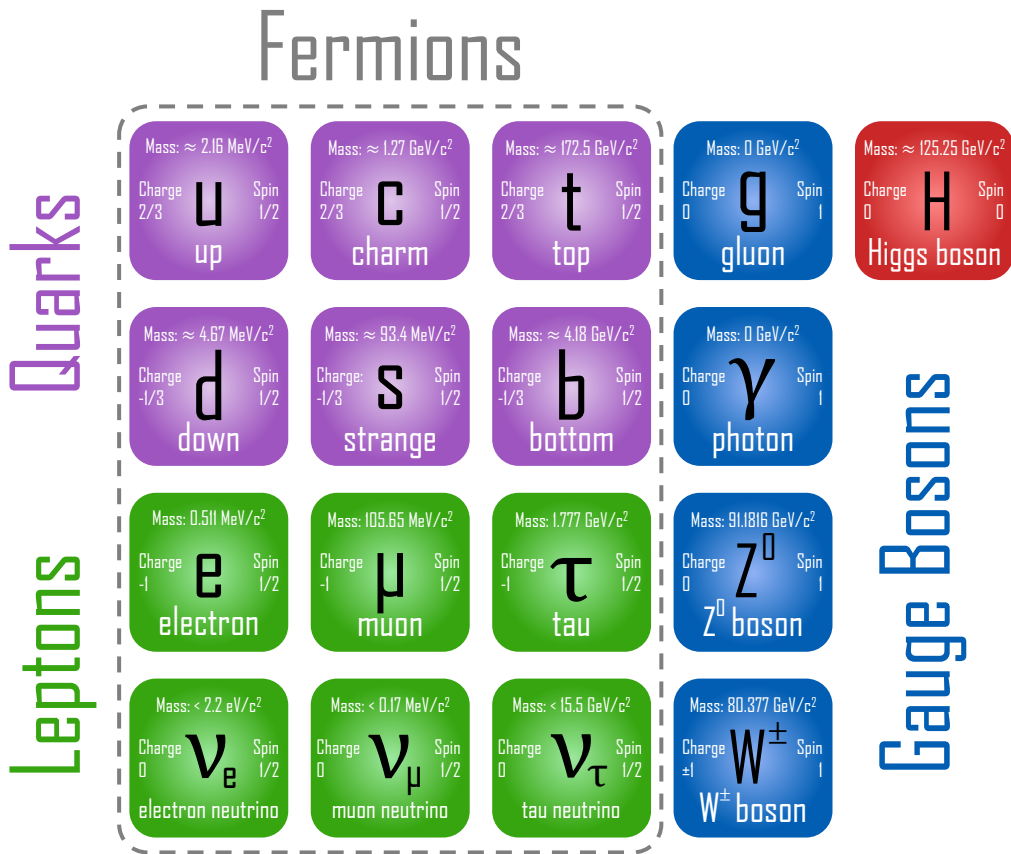 Fermions
Quarks
Leptons
Gauge Bosons
Mass: ≈ 2.16 MeV/c²
Charge
2/3
u
Spin
1/2
up
Mass: ≈ 1.27 GeV/c²
Charge
2/3
c
Spin
1/2
charm
Mass: ≈ 172.5 GeV/c²
Charge
2/3
t
Spin
1/2
top
Mass: 0 GeV/c²
Charge
0
g
Spin
1
gluon
Mass: ≈ 125.25 GeV/c²
Charge
0
H
Spin
0
Higgs boson
Mass: ≈ 4.67 MeV/c²
Charge
-1/3
d
Spin
1/2
down
Mass: ≈ 93.4 MeV/c²
Charge:
-1/3
s
Spin
1/2
strange
Mass: ≈ 4.18 GeV/c²
Charge
-1/3
b
Spin
1/2
bottom
Mass: 0 GeV/c²
Charge
0
γ
Spin
1
photon
Mass: 0.511 MeV/c²
Charge
-1
e
Spin
1/2
electron
Mass: 105.65 MeV/c²
Charge
-1
μ
Spin
1/2
muon
Mass: 1.777 GeV/c²
Charge
-1
τ
Spin
1/2
tau
Mass: 91.1816 GeV/c²
Charge
0
Z⁰
Spin
1
Z⁰ boson
Mass: < 2.2 eV/c²
Charge
0
νe
Spin
1/2
electron neutrino
Mass: < 0.17 MeV/c²
Charge
0
νμ
Spin
1/2
muon neutrino
Mass: < 15.5 GeV/c²
Charge
0
ντ
Spin
1/2
tau neutrino
Mass: 80.377 GeV/c²
Charge
±1
W±
Spin
1
W± boson